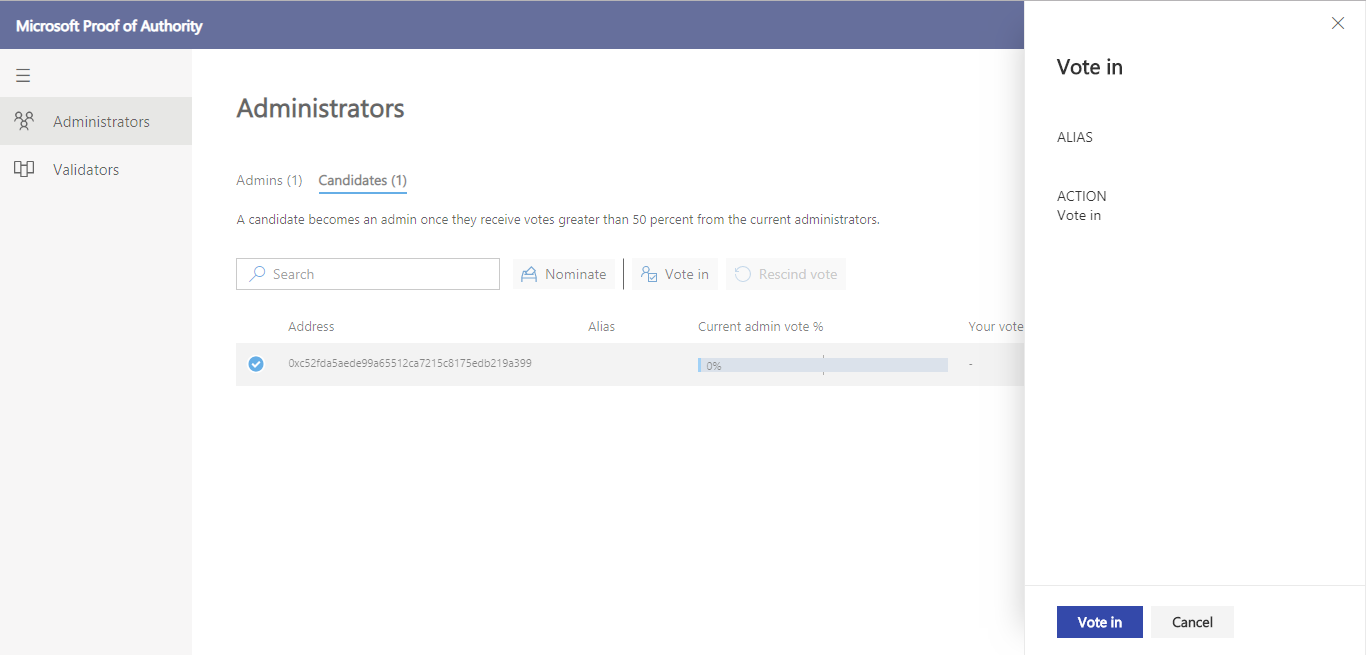 Microsoft Proof of Authority
Administrators
Validators
Administrators
Admins (1) Candidates (1)
A candidate becomes an admin once they receive votes greater than 50 percent from the current administrators.
Search Nominate Vote in Rescind vote
Address Alias Current admin vote % Your vote
0xc52fda5aede99a65512ca7215c8175edb219a399 0% -
Vote in
ALIAS
ACTION
Vote in
Vote in Cancel